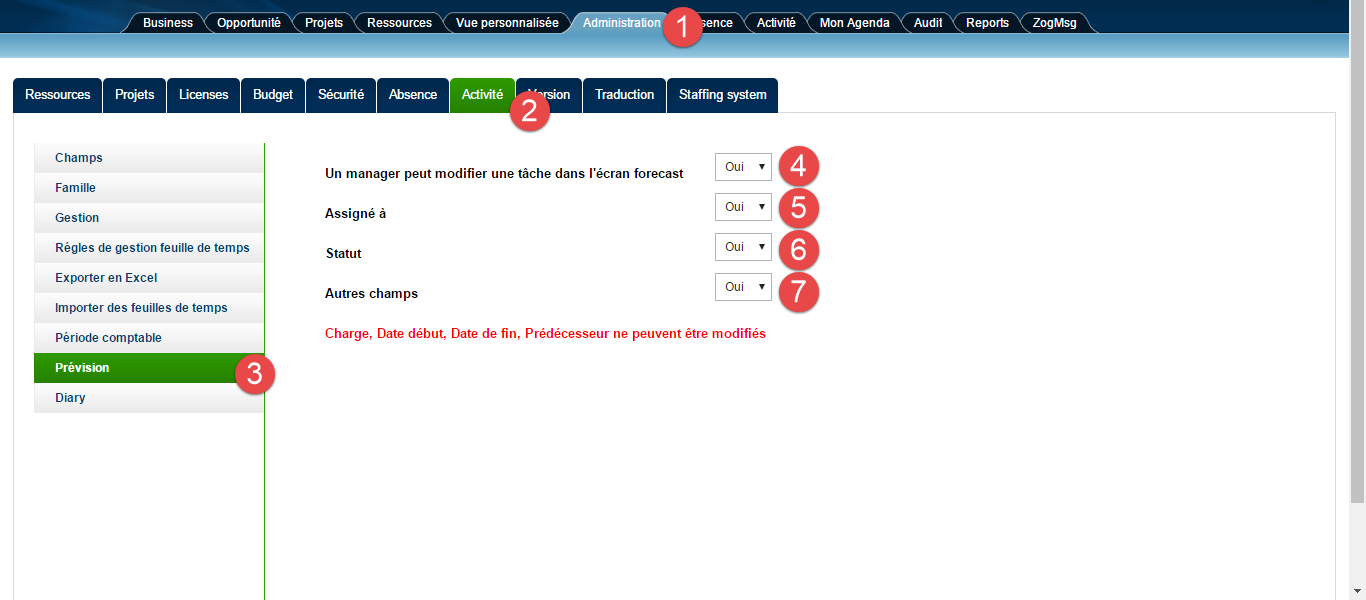 Business Opportunité Projets Ressources Vue personnalisée Administration 1 sence Activité Mon Agenda Audit Reports ZogMsg
Ressources Projets Licenses Budget Sécurité Absence Activité 2 rsion Traduction Staffing system
Champs
Famille
Gestion
Régles de gestion feuille de temps
Exporter en Excel
Importer des feuilles de temps
Période comptable
Prévision 3
Diary
Un manager peut modifier une tâche dans l'écran forecast Oui 4
Assigné à Oui 5
Statut Oui 6
Autres champs Oui 7
Charge, Date début, Date de fin, Prédécesseur ne peuvent être modifiés